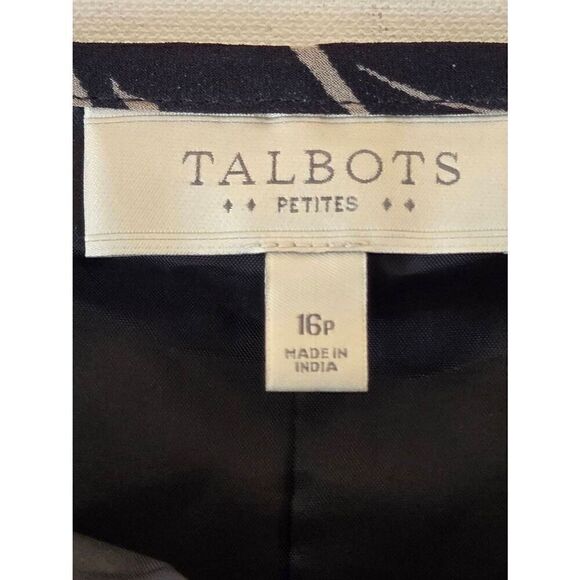 TALBOTS
PETITES
16P
MADE IN
INDIA